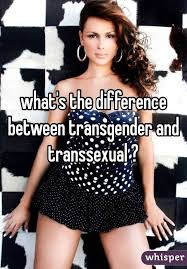 what's the difference
between transgender and
transsexual ?
whisper